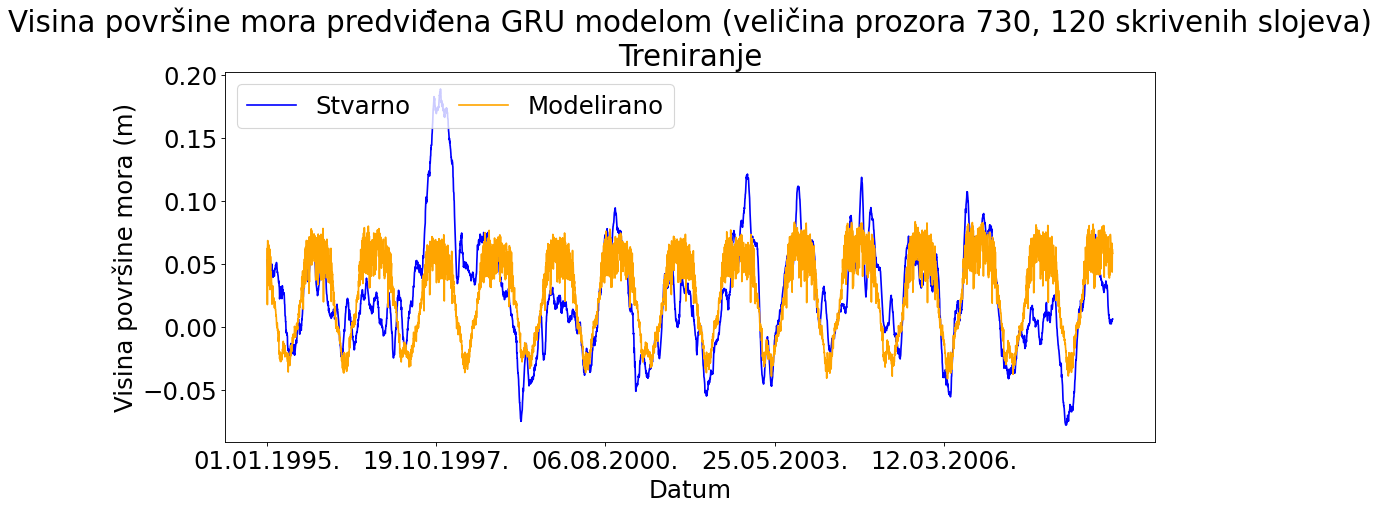 Visina površine mora predviđena GRU modelom (veličina prozora 730, 120 skrivenih slojeva)
Treniranje
Stvarno
Modelirano
Visina površine mora (m)
0.20
0.15
0.10
0.05
0.00
−0.05
01.01.1995.
19.10.1997.
06.08.2000.
25.05.2003.
12.03.2006.
Datum